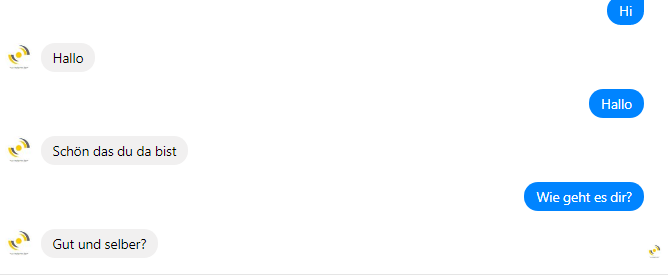 Hi
Hallo
Hallo
Schön das du da bist
Wie geht es dir?
Gut und selber?